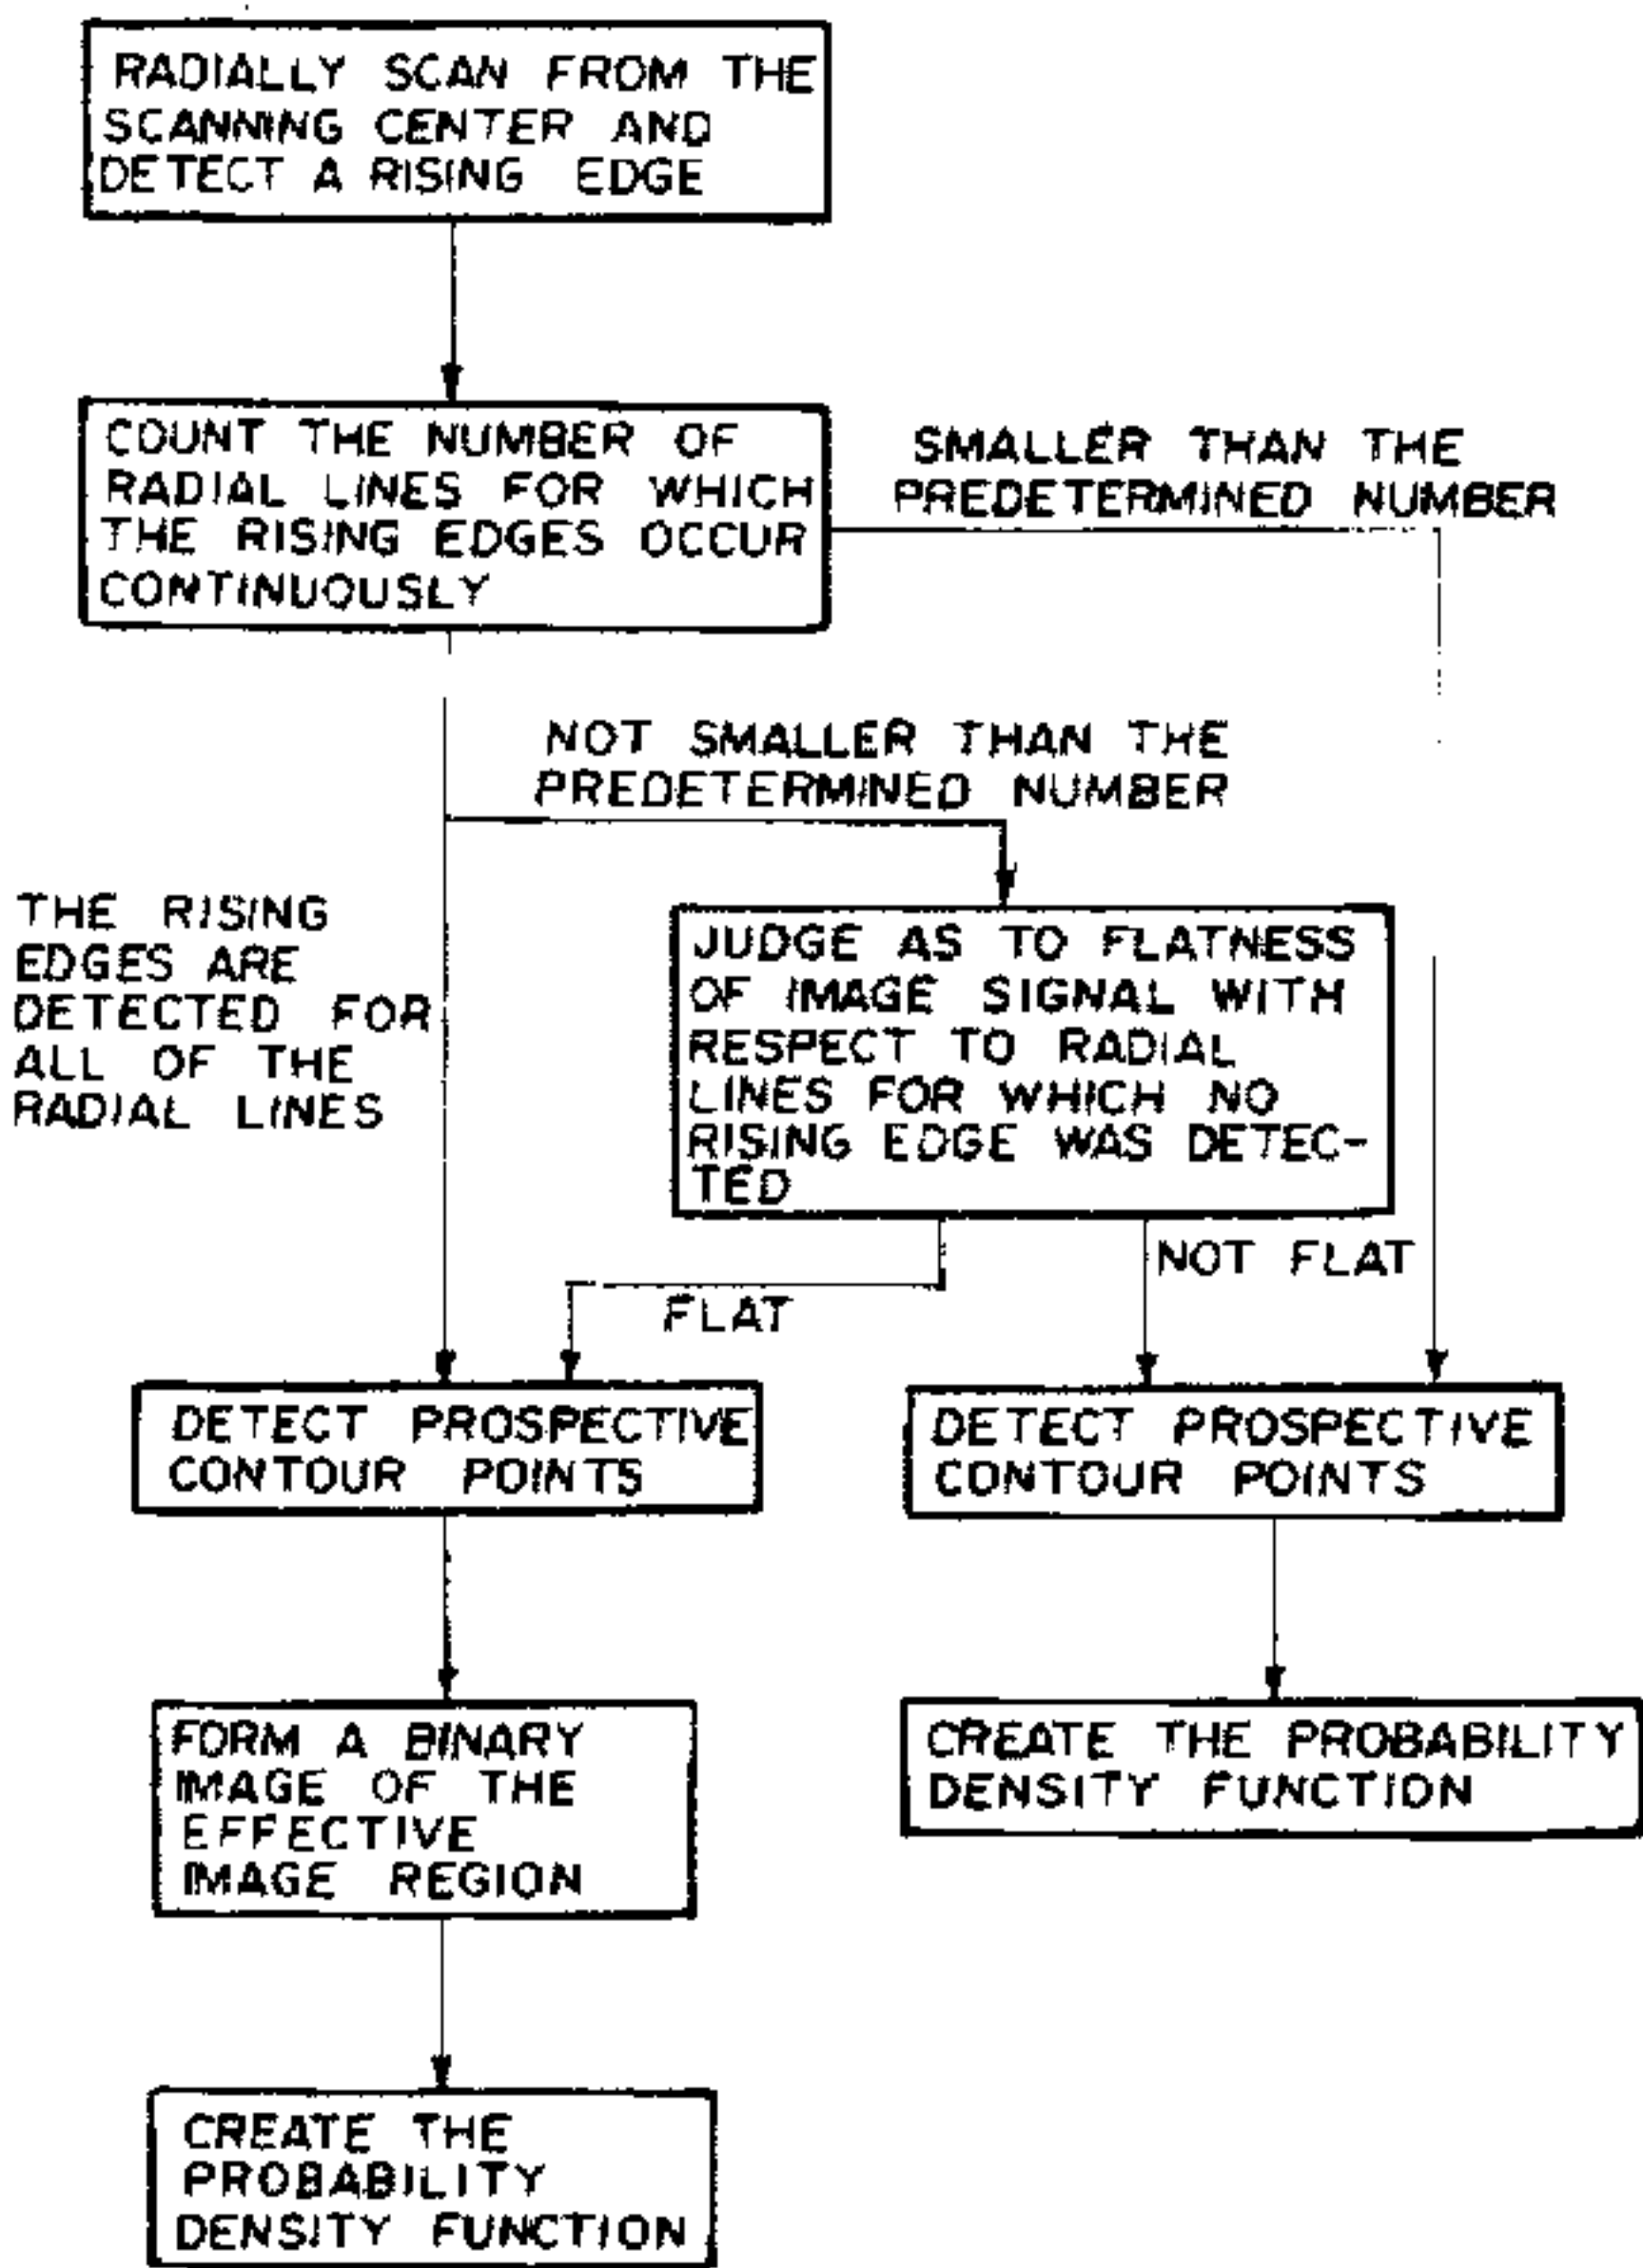 RADIALLY SCAN FROM THE
SCANNING CENTER AND
DETECT A RISING EDGE
COUNT THE NUMBER OF
RADIAL LINES FOR WHICH
THE RISING EDGES OCCUR
CONTINUOUSLY
SMALLER THAN THE
PREDETERMINED NUMBER
NOT SMALLER THAN THE
PREDETERMINED NUMBER
THE RISING
EDGES ARE
DETECTED FOR
ALL OF THE
RADIAL LINES
JUDGE AS TO FLATNESS
OF IMAGE SIGNAL WITH
RESPECT TO RADIAL
LINES FOR WHICH NO
RISING EDGE WAS DETEC-
TED
FLAT
NOT FLAT
DETECT PROSPECTIVE
CONTOUR POINTS
DETECT PROSPECTIVE
CONTOUR POINTS
FORM A BINARY
IMAGE OF THE
EFFECTIVE
IMAGE REGION
CREATE THE PROBABILITY
DENSITY FUNCTION
CREATE THE
PROBABILITY
DENSITY FUNCTION